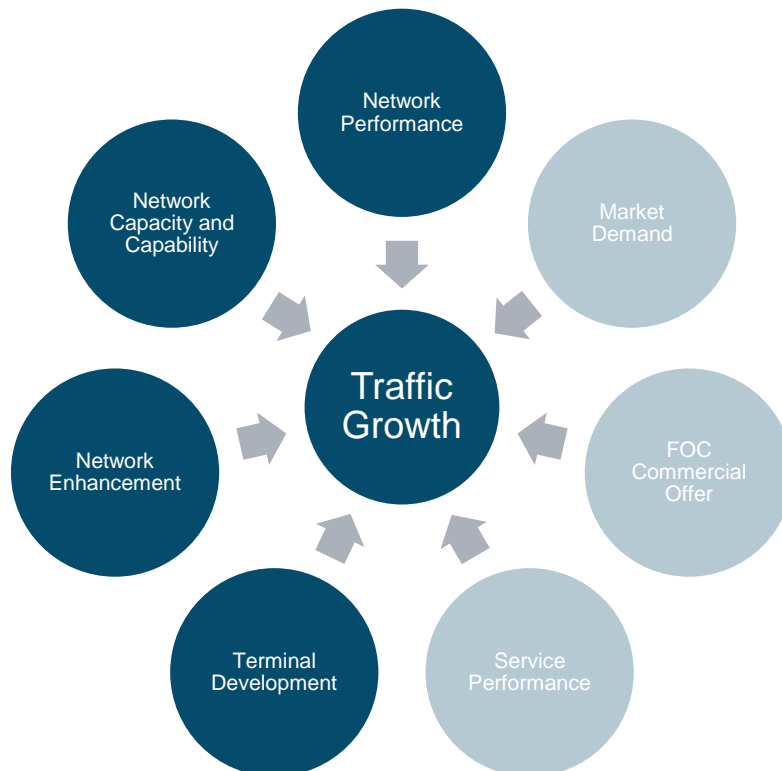 Network
Performance
Network
Capacity and
Capability
Market
Demand
Traffic
Growth
Network
Enhancement
FOC
Commercial
Offer
Terminal
Development
Service
Performance